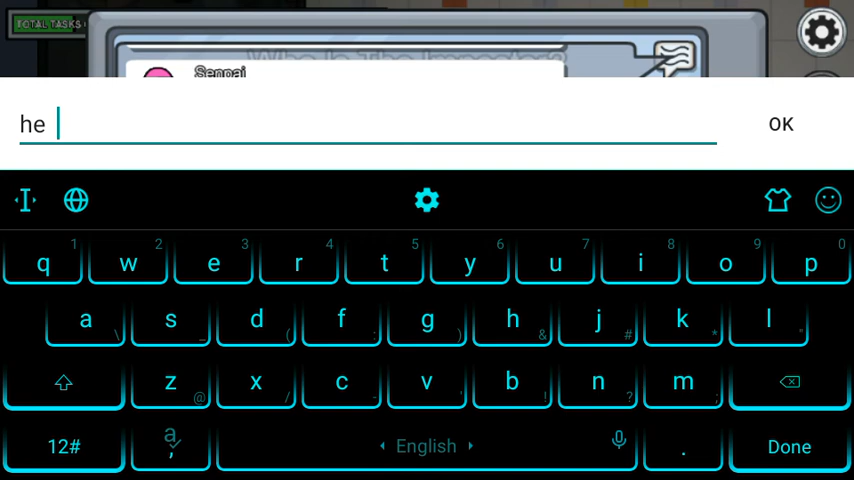 TOTAL TASKS
Who Is The Impostor?
Senpai
he
OK
1 2 3 4 5 6 7 8 9 0
q w e r t y u i o p
a s d f g h j k l
\ _ ( : ) & # * "
z x c v b n m
@ / - ' ! ? ;
12# a , English . Done